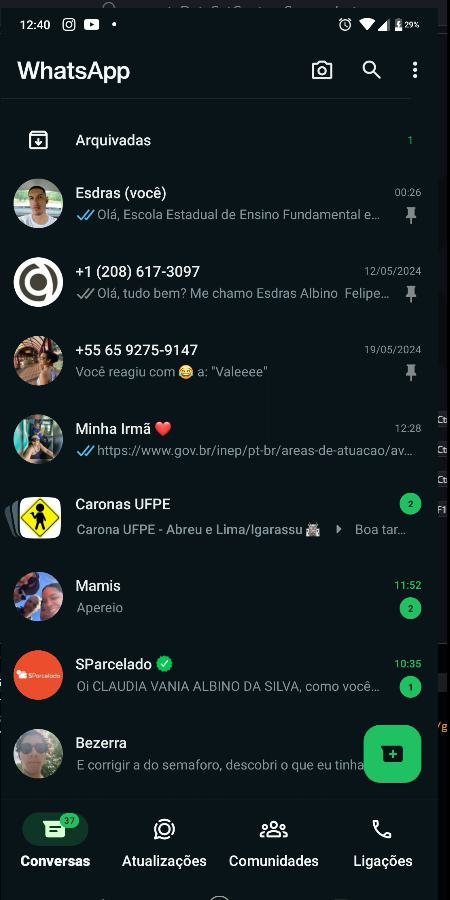 12:40
29%
WhatsApp
Arquivadas 1
Esdras (você) 00:26
Olá, Escola Estadual de Ensino Fundamental e...
+1 (208) 617-3097 12/05/2024
Olá, tudo bem? Me chamo Esdras Albino Felipe...
+55 65 9275-9147 19/05/2024
Você reagiu com 😂 a: "Valeeee"
Minha Irmã ❤️ 12:28
https://www.gov.br/inep/pt-br/areas-de-atuacao/av...
Caronas UFPE 2
Carona UFPE - Abreu e Lima/Igarassu Boa tar...
Mamis 11:52
Apereio 2
SParcelado
SParcelado 10:35
Oi CLAUDIA VANIA ALBINO DA SILVA, como você... 1
Bezerra
E corrigir a do semaforo, descobri o que eu tinha
37
Conversas Atualizações Comunidades Ligações